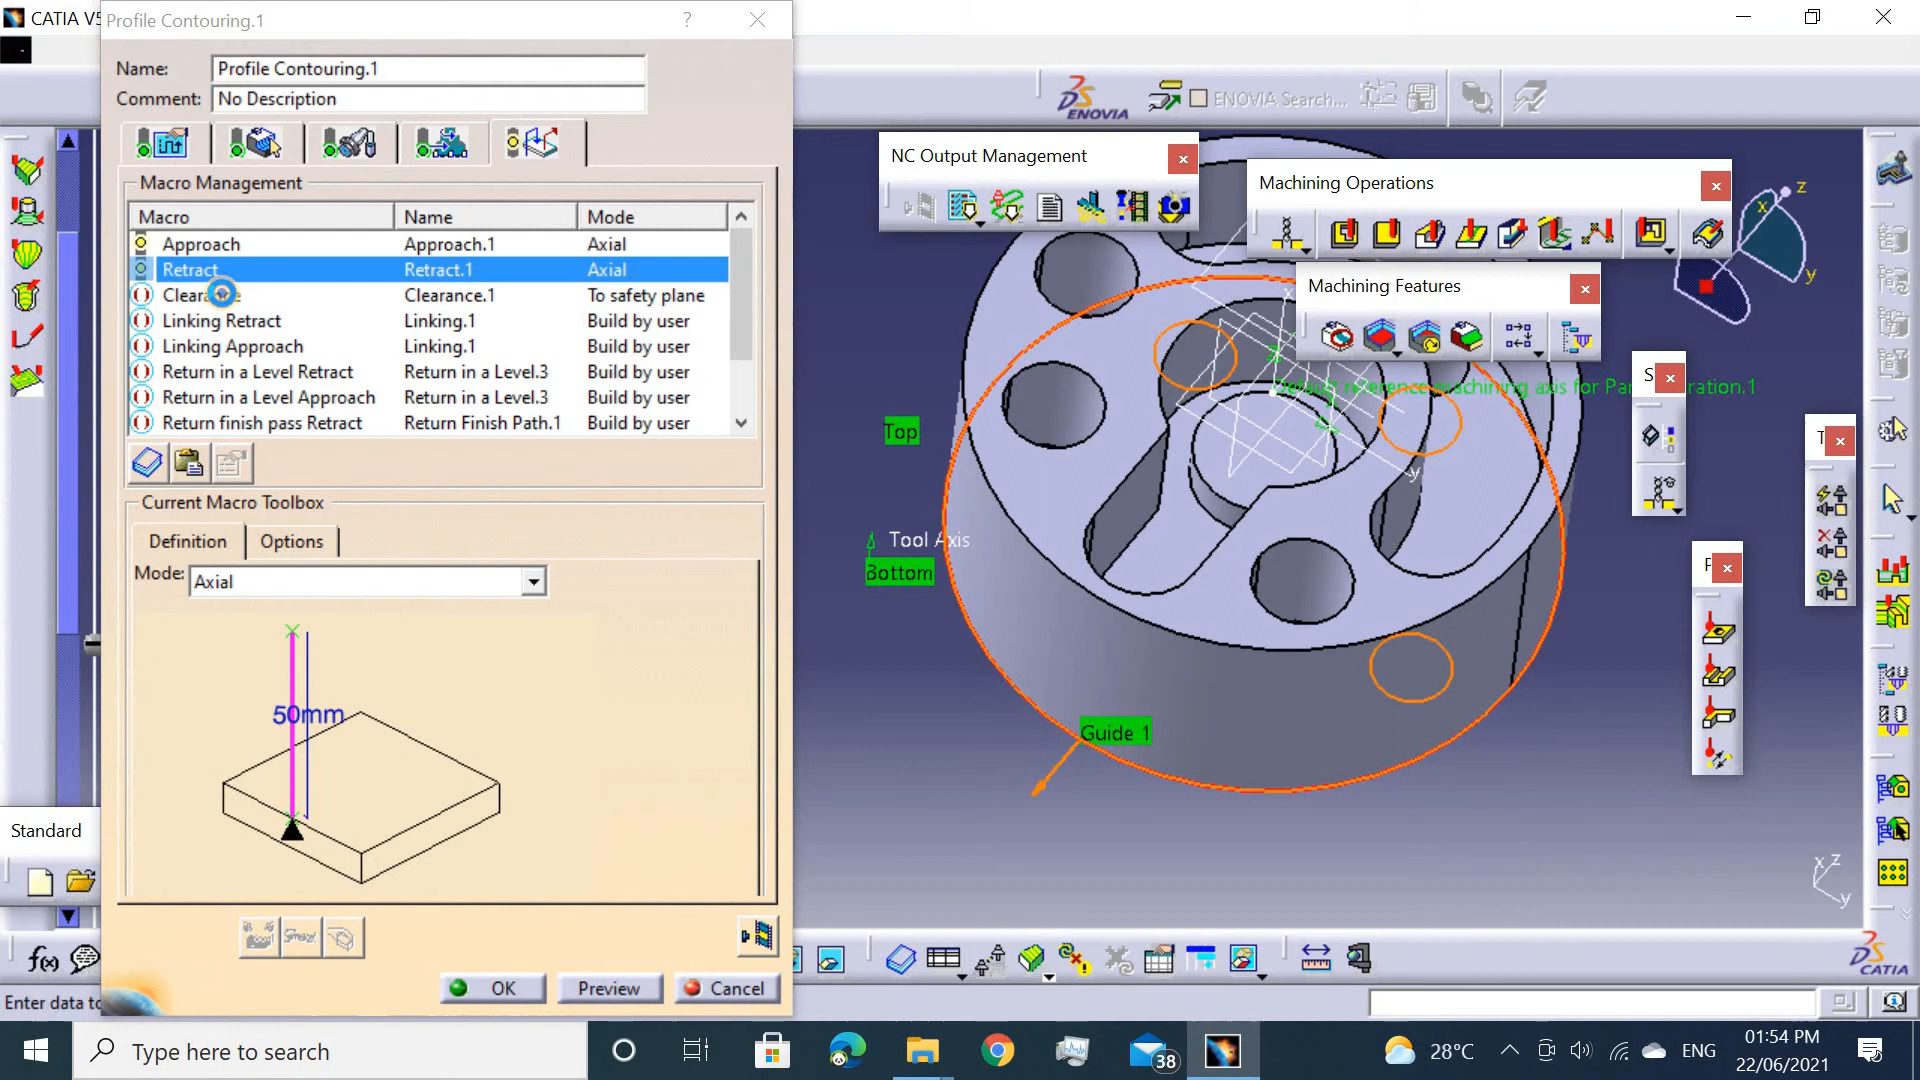 CATIA V5
Profile Contouring.1
?
Name:
Profile Contouring.1
Comment:
No Description
Macro Management
Macro
Name
Mode
Approach
Approach.1
Axial
Retract
Retract.1
Axial
Clearance.1
To safety plane
Linking Retract
Linking.1
Build by user
Linking Approach
Linking.1
Build by user
Return in a Level Retract
Return in a Level.3
Build by user
Return in a Level Approach
Return in a Level.3
Build by user
Return finish pass Retract
Return Finish Path.1
Build by user
Current Macro Toolbox
Definition
Options
Mode:
Axial
50mm
OK
Preview
Cancel
Standard
f(x)
Enter data to
ENOVIA
ENOVIA Search...
NC Output Management
Machining Operations
Machining Features
S
T
F
z
x
y
x
y
Top
Tool Axis
Bottom
Guide 1
x
z
y
CATIA
Type here to search
38
28°C
ENG
01:54 PM
22/06/2021